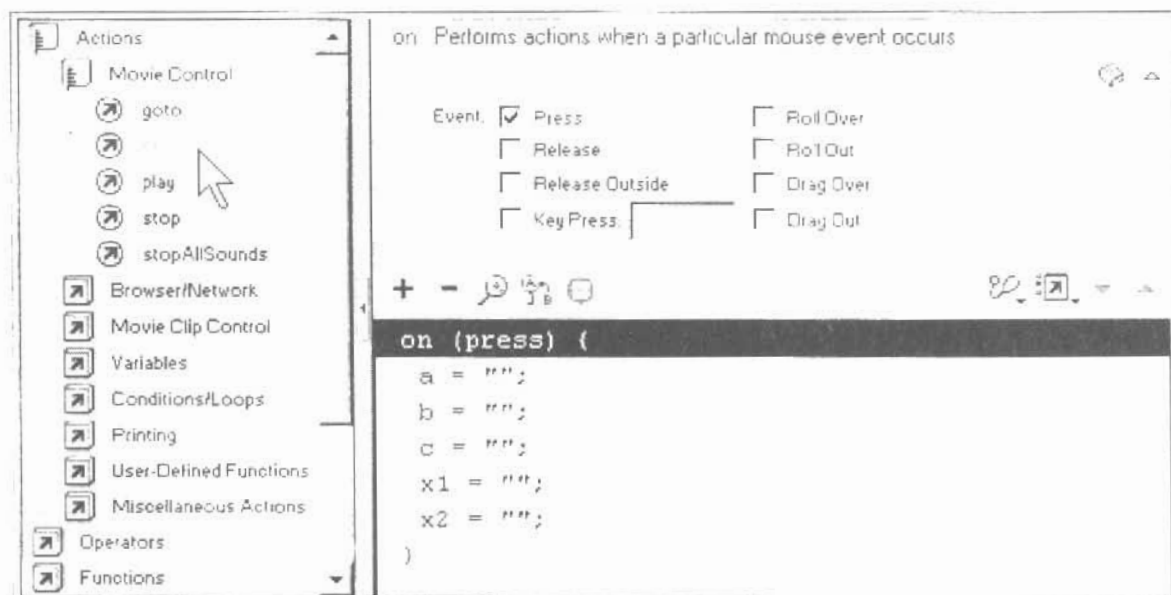 Actions
Movie Control
goto
play
stop
stopAllSounds
Browser/Network
Movie Clip Control
Variables
Conditions/Loops
Printing
User-Defined Functions
Miscellaneous Actions
Operators
Functions
on Performs actions when a particular mouse event occurs
Event: Press Roll Over
Release Roll Out
Release Outside Drag Over
Key Press: Drag Out
on (press) {
a = "";
b = "";
c = "";
x1 = "";
x2 = "";
}